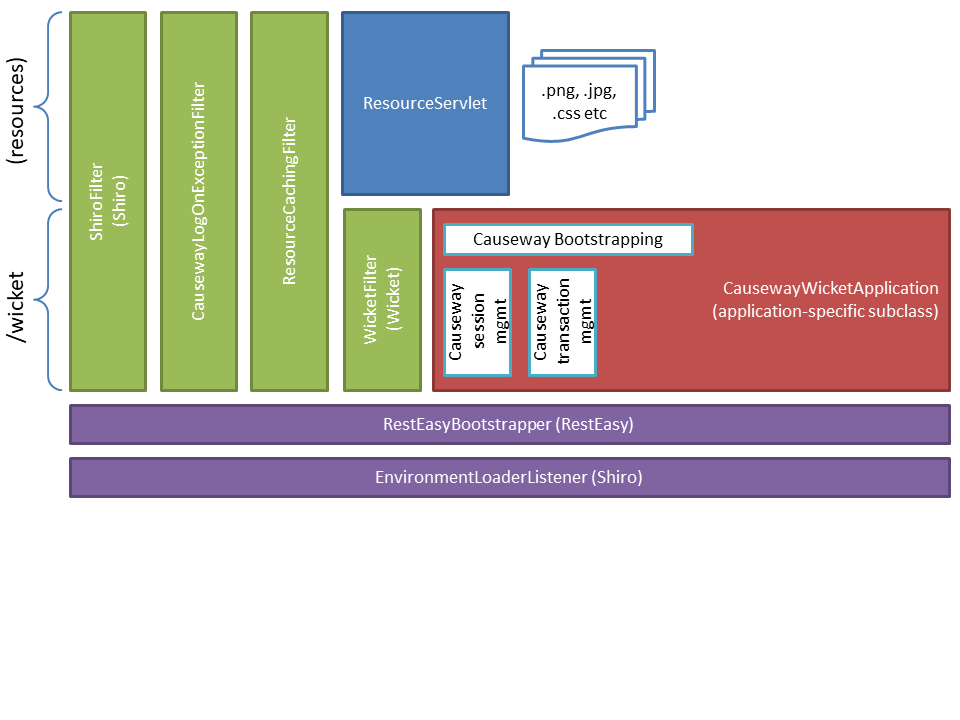 (resources)
/wicket
ShiroFilter
(Shiro)
CausewayLogOnExceptionFilter
ResourceCachingFilter
ResourceServlet
.png, .jpg,
.css etc
WicketFilter
(Wicket)
Causeway Bootstrapping
Causeway
session
mgmt
Causeway
transaction
mgmt
CausewayWicketApplication
(application-specific subclass)
RestEasyBootstrapper (RestEasy)
EnvironmentLoaderListener (Shiro)